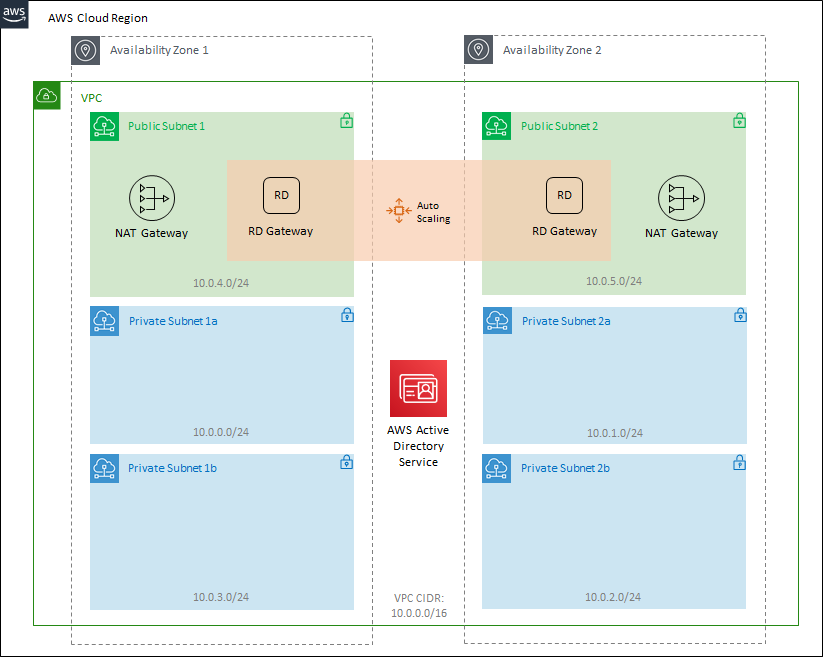 aws
AWS Cloud Region
Availability Zone 1
Availability Zone 2
VPC
Public Subnet 1
Public Subnet 2
RD
RD
Auto
Scaling
NAT Gateway
RD Gateway
RD Gateway
NAT Gateway
10.0.4.0/24
10.0.5.0/24
Private Subnet 1a
Private Subnet 2a
10.0.0.0/24
10.0.1.0/24
AWS Active
Directory
Service
Private Subnet 1b
Private Subnet 2b
10.0.3.0/24
10.0.2.0/24
VPC CIDR:
10.0.0.0/16